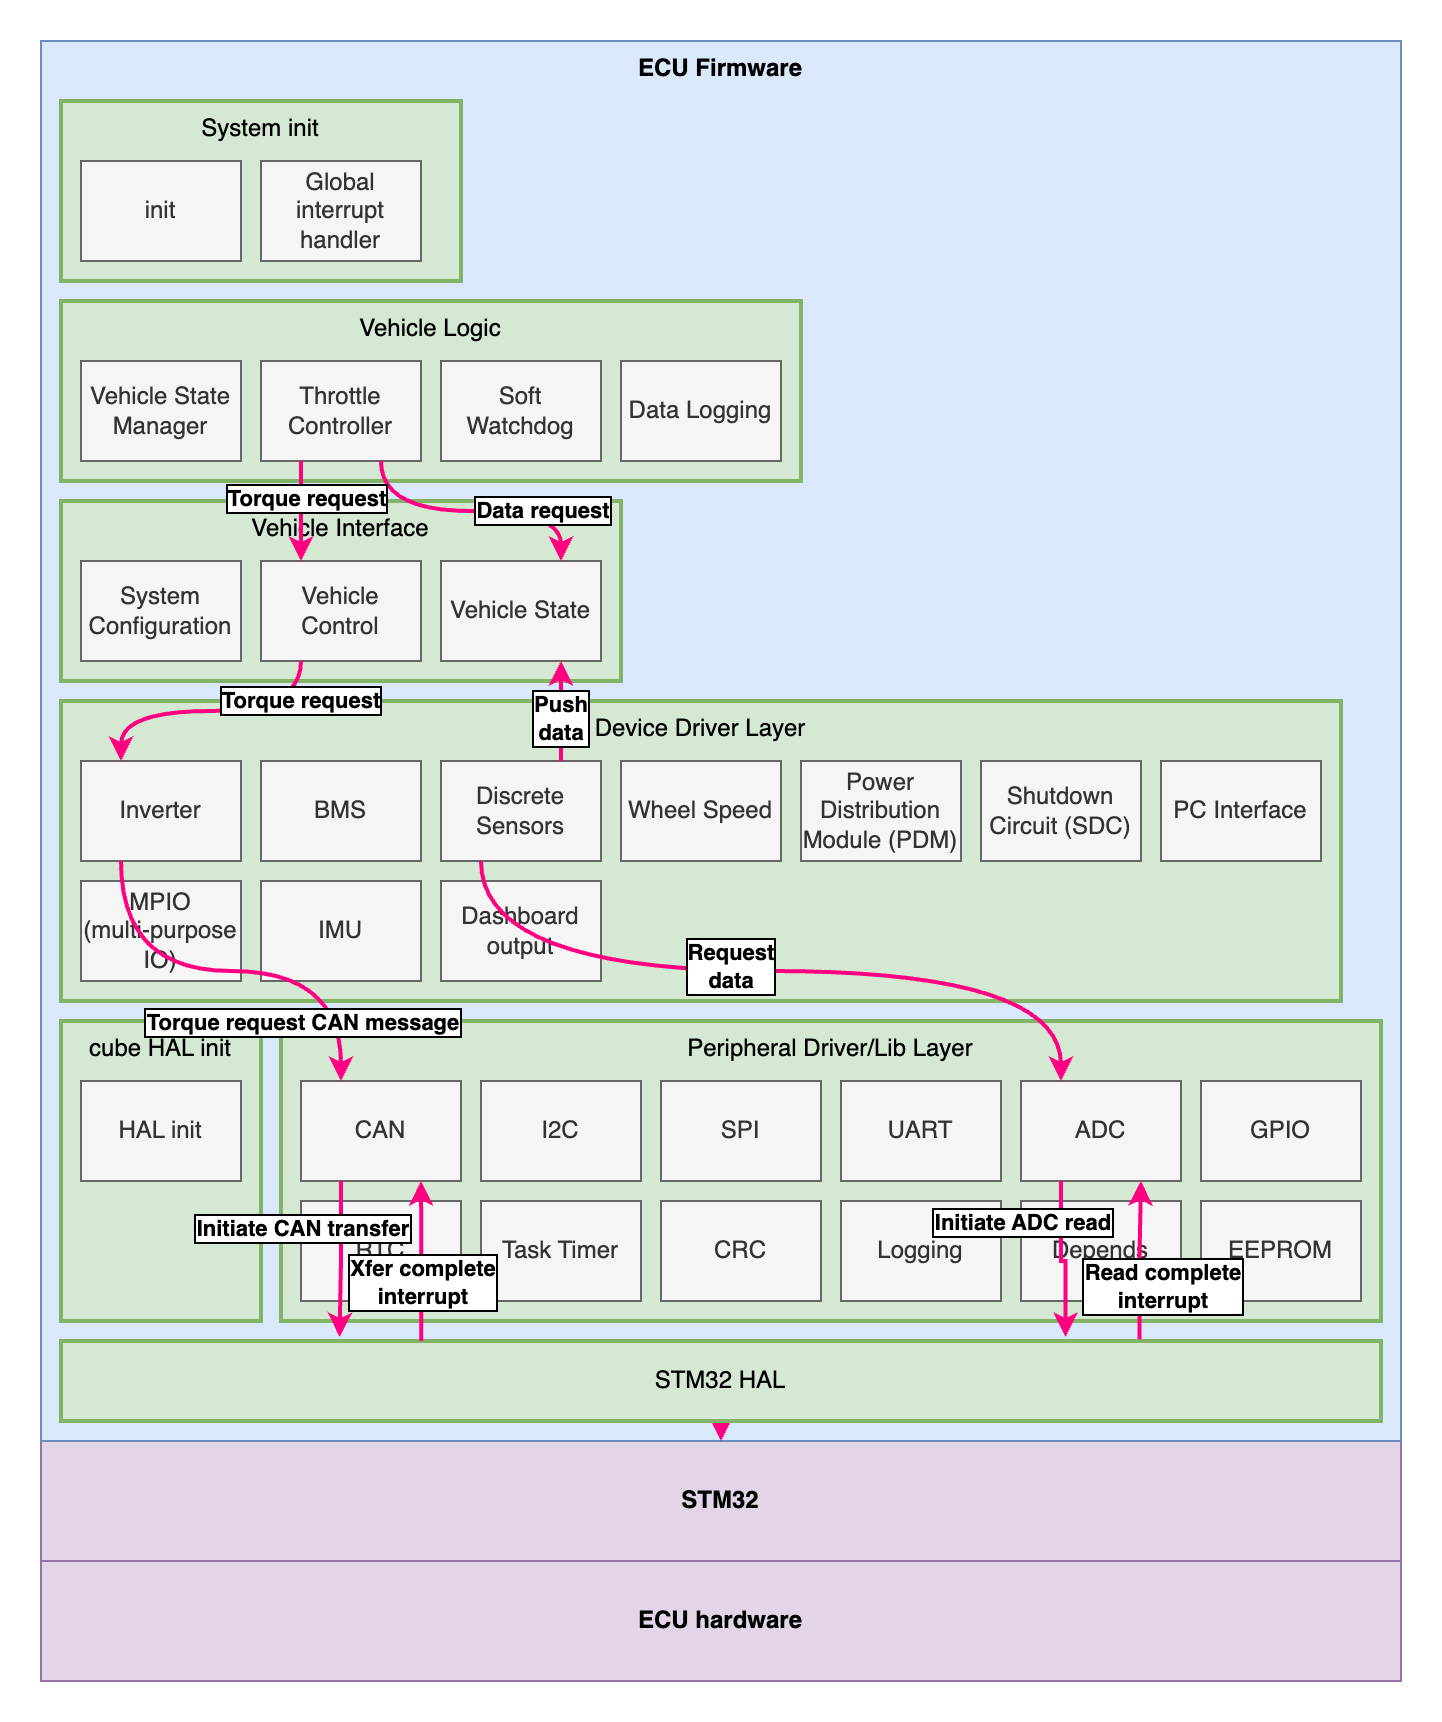 ECU Firmware
System init
init
Global
interrupt
handler
Vehicle Logic
Vehicle State
Manager
Throttle
Controller
Soft
Watchdog
Data Logging
Torque request
Data request
Vehicle Interface
System
Configuration
Vehicle
Control
Vehicle State
Torque request
Push
data
Device Driver Layer
Inverter
BMS
Discrete
Sensors
Wheel Speed
Power
Distribution
Module (PDM)
Shutdown
Circuit (SDC)
PC Interface
MPIO
(multi-purpose
IO)
IMU
Dashboard
output
Request
data
Torque request CAN message
cube HAL init
HAL init
Peripheral Driver/Lib Layer
CAN
I2C
SPI
UART
ADC
GPIO
Initiate CAN transfer
RTC
Xfer complete
interrupt
Task Timer
CRC
Logging
Initiate ADC read
Depends
Read complete
interrupt
EEPROM
STM32 HAL
STM32
ECU hardware